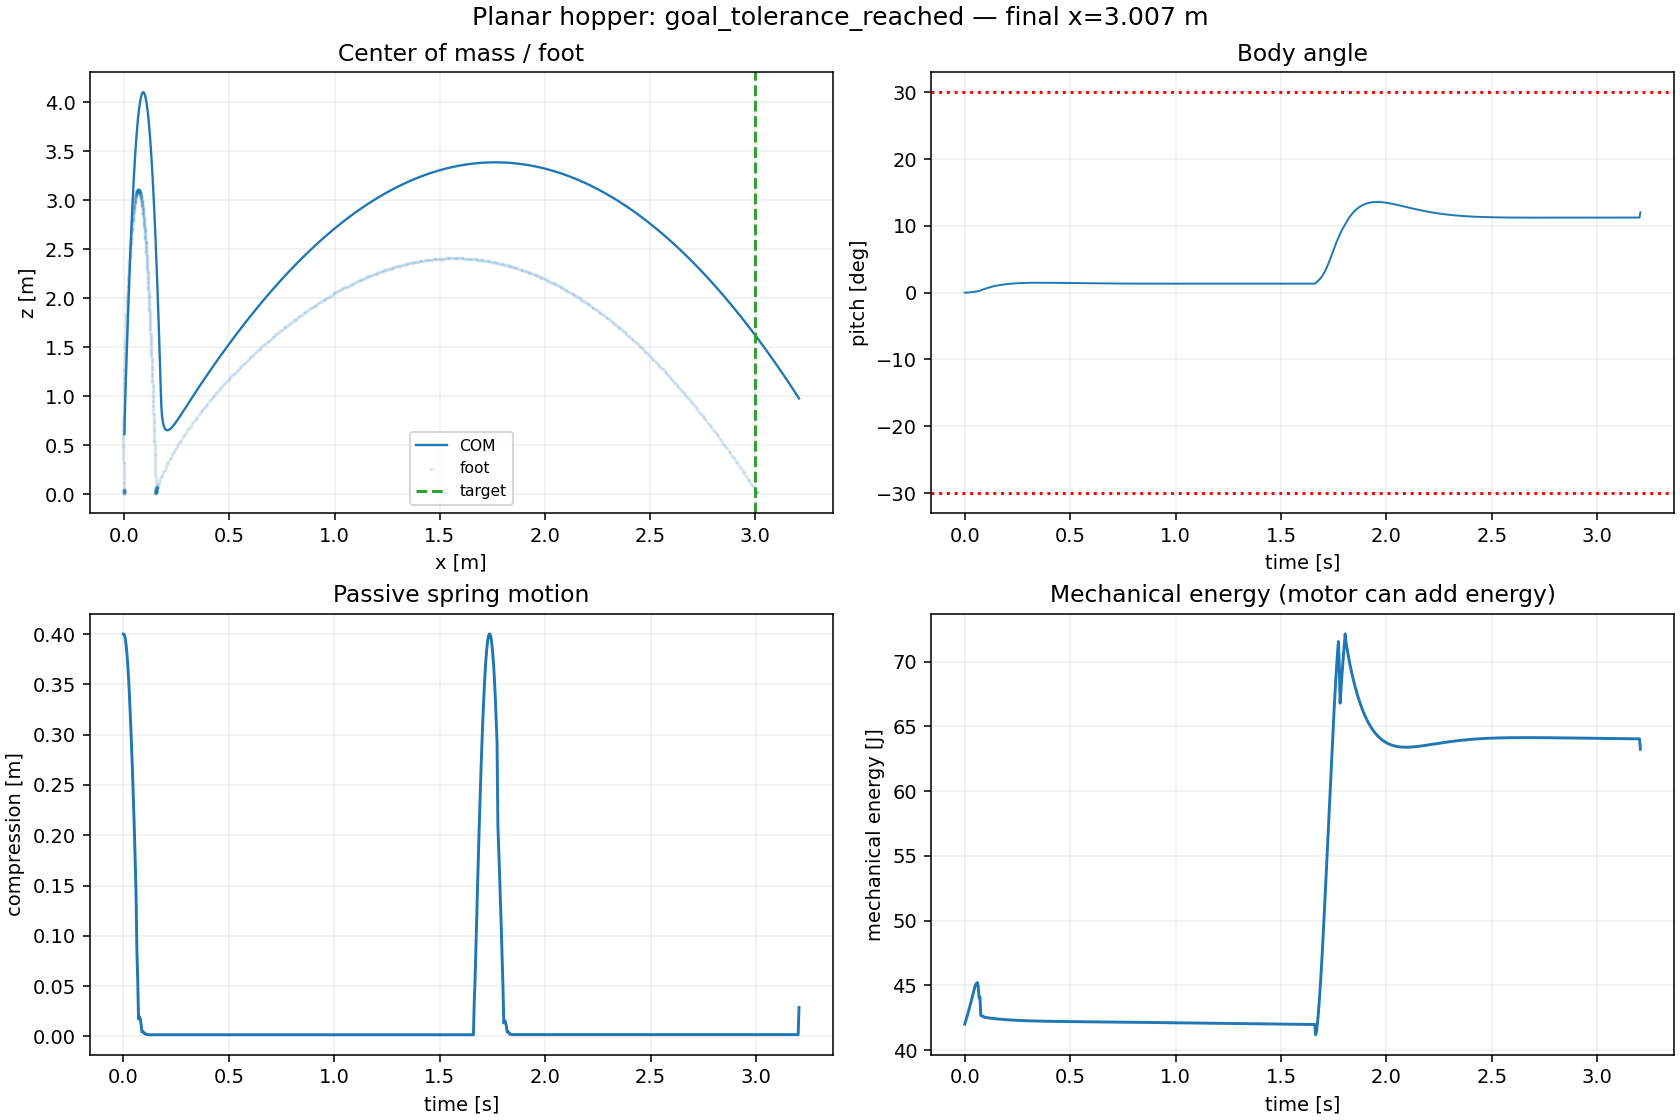 Planar hopper: goal_tolerance_reached — final x=3.007 m
Center of mass / foot
4.0
3.5
3.0
2.5
2.0
1.5
1.0
0.5
0.0
z [m]
COM
foot
target
0.0 0.5 1.0 1.5 2.0 2.5 3.0
x [m]
Body angle
30
20
10
0
−10
−20
−30
pitch [deg]
0.0 0.5 1.0 1.5 2.0 2.5 3.0
time [s]
Passive spring motion
0.40
0.35
0.30
0.25
0.20
0.15
0.10
0.05
0.00
compression [m]
0.0 0.5 1.0 1.5 2.0 2.5 3.0
time [s]
Mechanical energy (motor can add energy)
70
65
60
55
50
45
40
mechanical energy [J]
0.0 0.5 1.0 1.5 2.0 2.5 3.0
time [s]